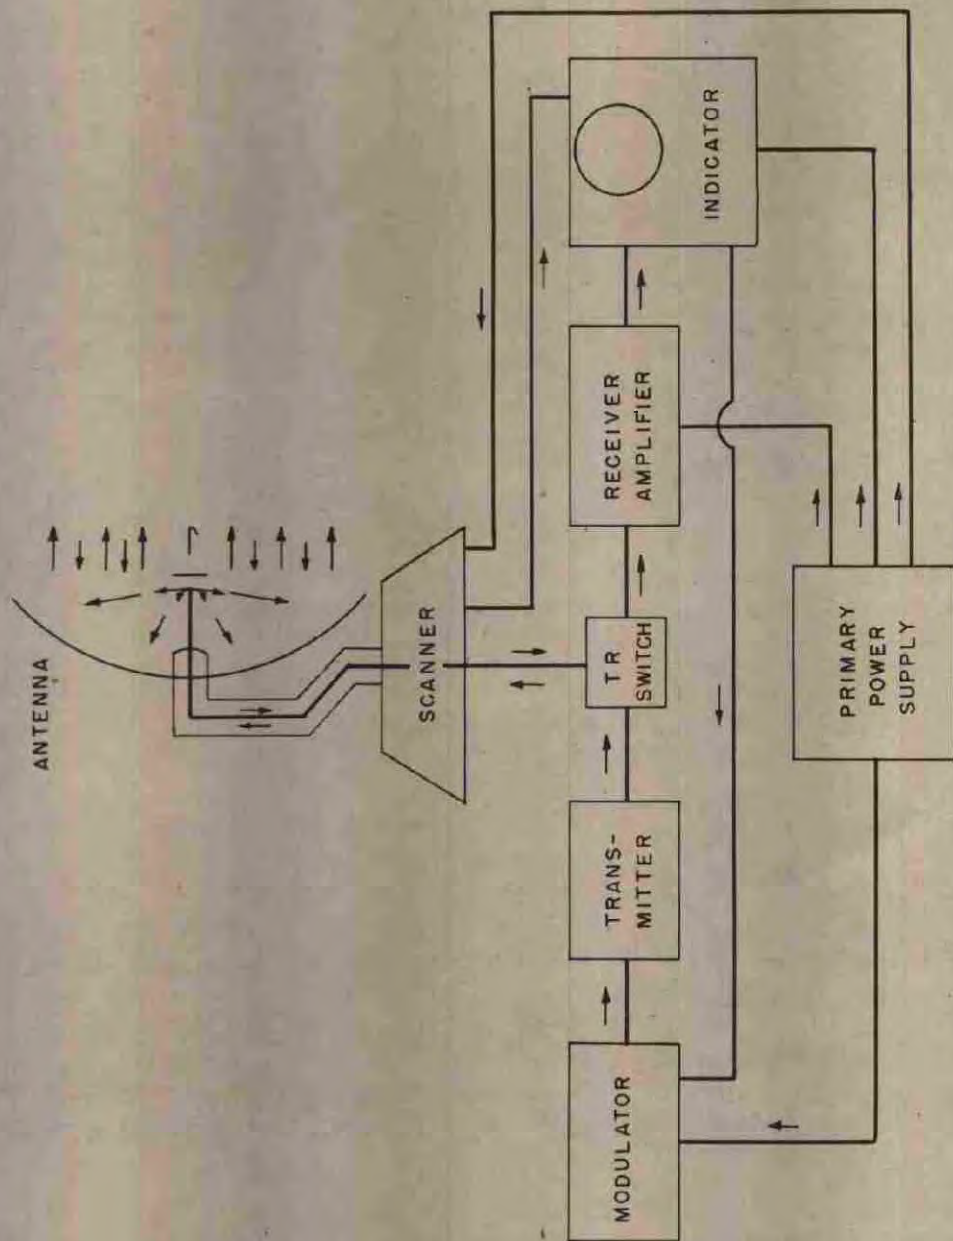 ANTENNA
SCANNER
MODULATOR
TRANS-
MITTER
TR
SWITCH
RECEIVER
AMPLIFIER
INDICATOR
PRIMARY
POWER
SUPPLY